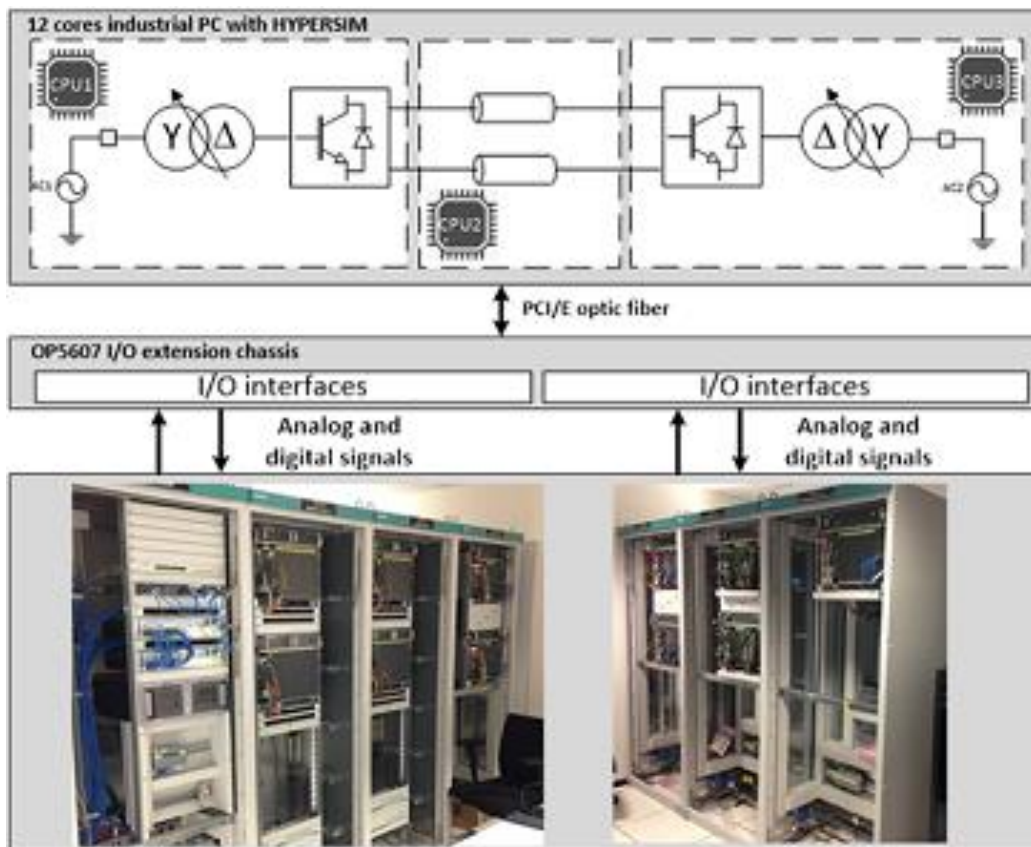 12 cores industrial PC with HYPERSIM
CPU1
CPU3
Y Δ
Δ Y
AC1
AC2
CPU2
PCI/E optic fiber
OP5607 I/O extension chassis
I/O interfaces
I/O interfaces
Analog and
digital signals
Analog and
digital signals